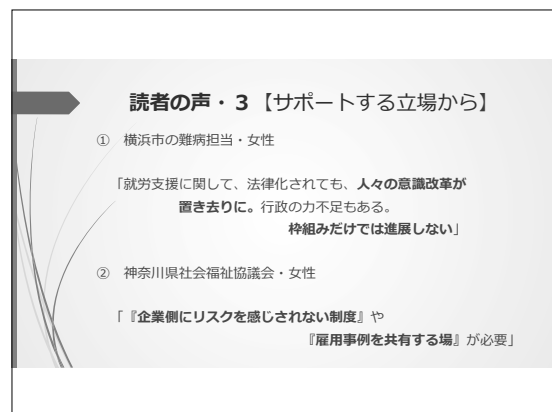 読者の声・3【サポートする立場から】
① 横浜市の難病担当・女性
「就労支援に関して、法律化されても、人々の意識改革が
置き去りに。行政の力不足もある。
枠組みだけでは進展しない」
② 神奈川県社会福祉協議会・女性
「『企業側にリスクを感じされない制度』や
『雇用事例を共有する場』が必要」